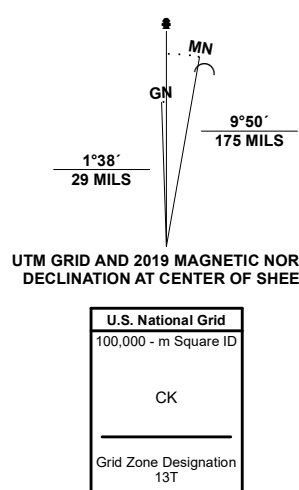 MN
GN
9°50´
175 MILS
1°38´
29 MILS
UTM GRID AND 2019 MAGNETIC NOR
DECLINATION AT CENTER OF SHEE
U.S. National Grid
100,000 - m Square ID
CK
Grid Zone Designation
13T